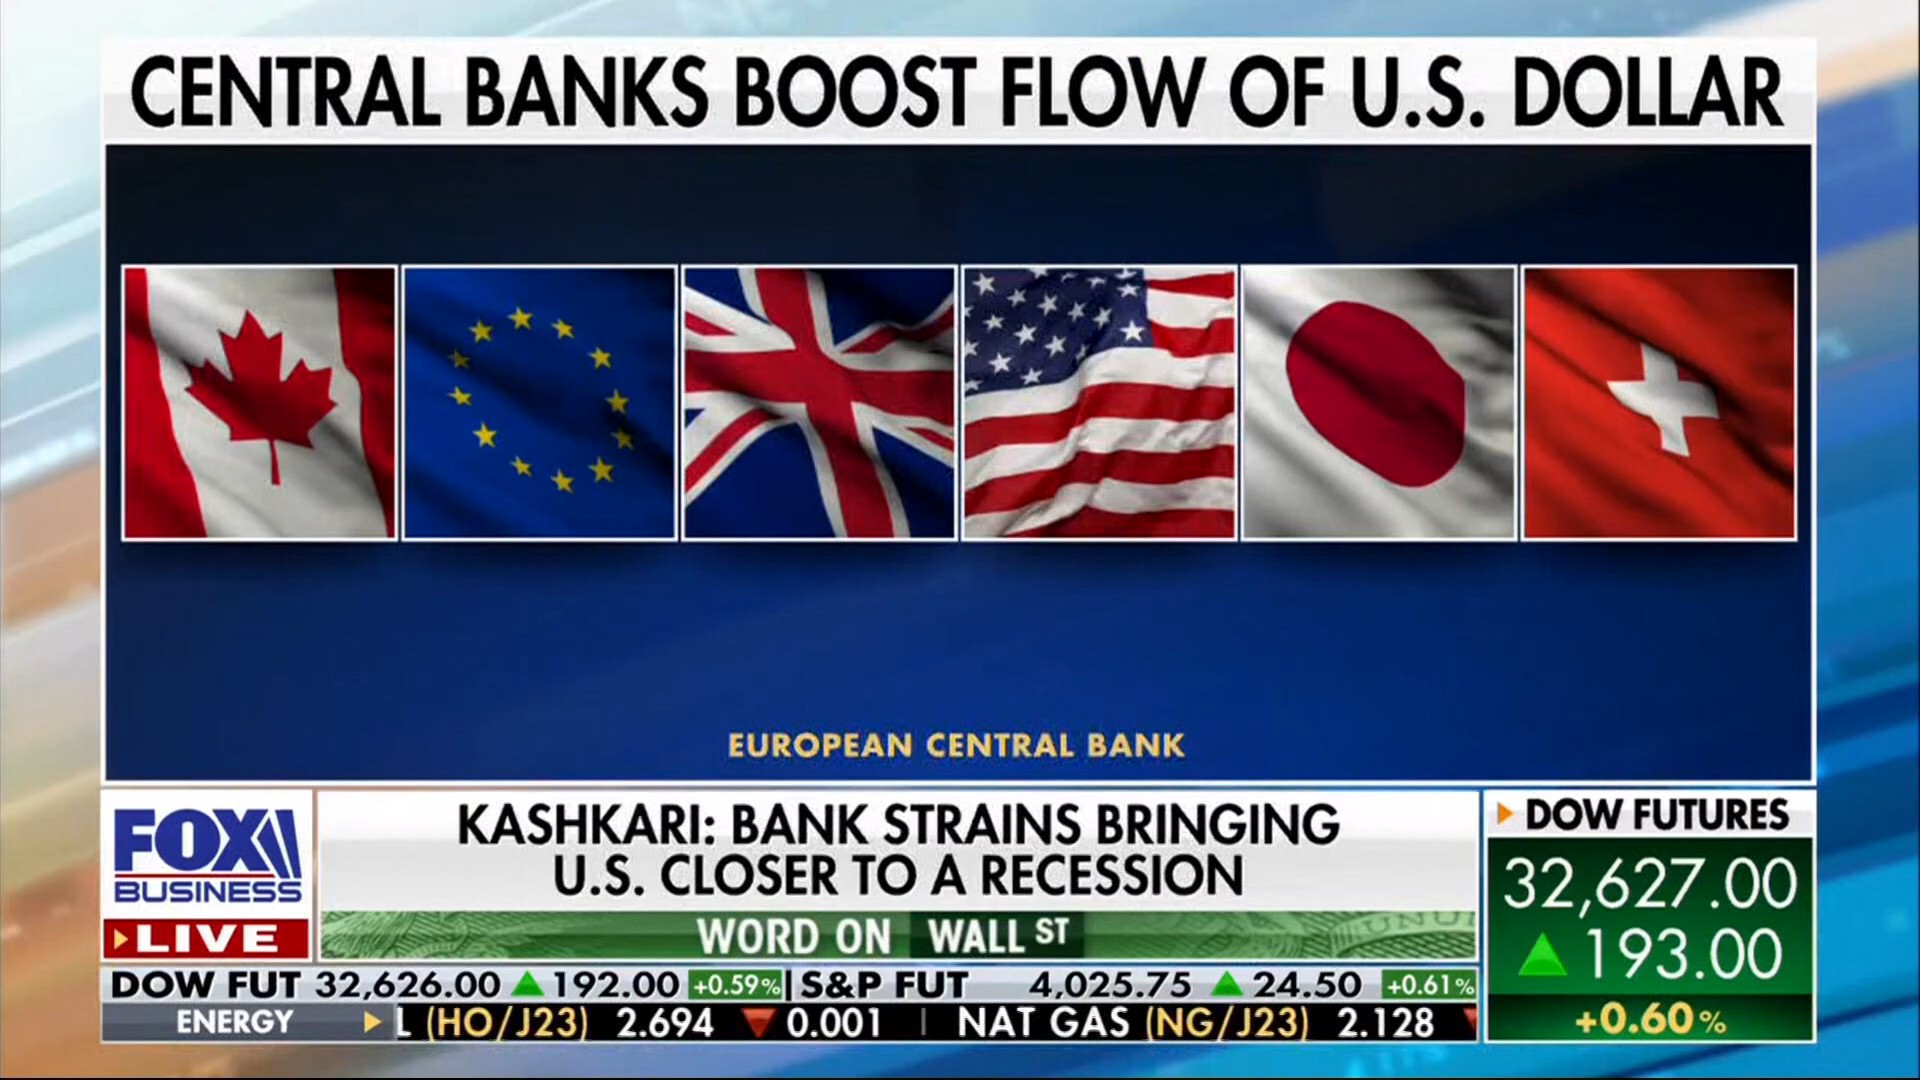 CENTRAL BANKS BOOST FLOW OF U.S. DOLLAR
EUROPEAN CENTRAL BANK
FOX
BUSINESS
LIVE
KASHKARI: BANK STRAINS BRINGING
U.S. CLOSER TO A RECESSION
WORD ON WALL ST
DOW FUTURES
32,627.00
193.00
+0.60%
DOW FUT 32,626.00 192.00 +0.59% S&P FUT 4,025.75 24.50 +0.61%
ENERGY L (HO/J23) 2.694 0.001 NAT GAS (NG/J23) 2.128